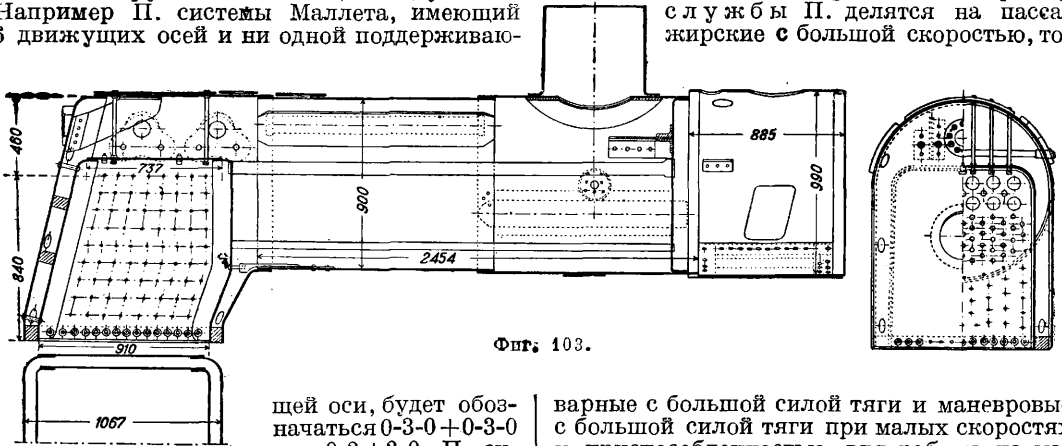 Например П. системы Маллета, имеющий
6 движущих осей и ни одной поддерживаю-
службы П. делятся на пасса
жирские с большой скоростью, то
460
737
900
885
990
840
2454
910
Фиг. 103.
1067
щей оси, будет обоз-
начаться 0-3-0+0-3-0
варные с большой силой тяги и маневровы
с большой силой тяги при малых скоростя